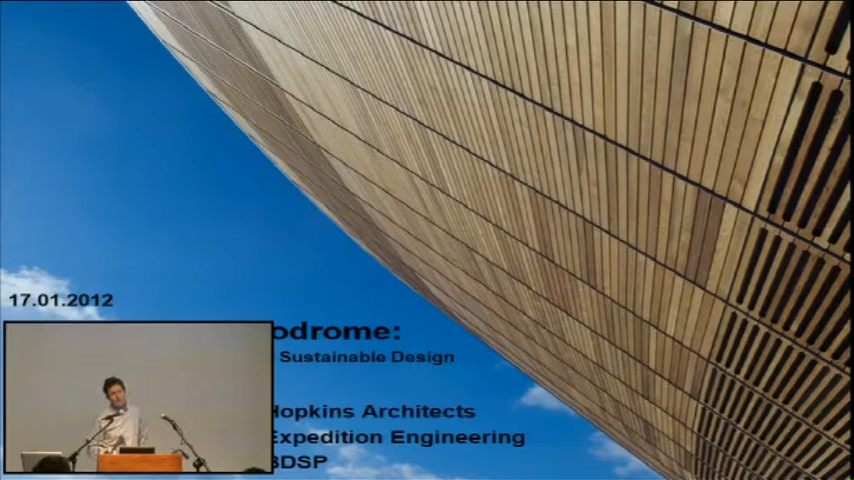 17.01.2012
odrome:
Sustainable Design
Hopkins Architects
Expedition Engineering
BDSP